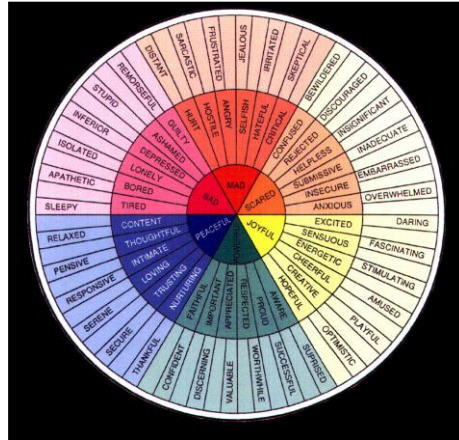 MAD
SCARED
JOYFUL
POWERFUL
PEACEFUL
SAD
HURT
HOSTILE
ANGRY
SELFISH
HATEFUL
CRITICAL
CONFUSED
REJECTED
HELPLESS
SUBMISSIVE
INSECURE
ANXIOUS
EXCITED
SENSUOUS
ENERGETIC
CHEERFUL
CREATIVE
HOPEFUL
AWARE
PROUD
RESPECTED
APPRECIATED
IMPORTANT
FAITHFUL
NURTURING
TRUSTING
LOVING
INTIMATE
THOUGHTFUL
CONTENT
TIRED
BORED
LONELY
DEPRESSED
ASHAMED
GUILTY
DISTANT
SARCASTIC
FRUSTRATED
JEALOUS
IRRITATED
SKEPTICAL
BEWILDERED
DISCOURAGED
INSIGNIFICANT
INADEQUATE
EMBARRASSED
OVERWHELMED
DARING
FASCINATING
STIMULATING
AMUSED
PLAYFUL
OPTIMISTIC
SUPRISED
SUCCESSFUL
WORTHWHILE
VALUABLE
DISCERNING
CONFIDENT
THANKFUL
SECURE
SERENE
RESPONSIVE
PENSIVE
RELAXED
SLEEPY
APATHETIC
ISOLATED
INFERIOR
STUPID
REMORSEFUL